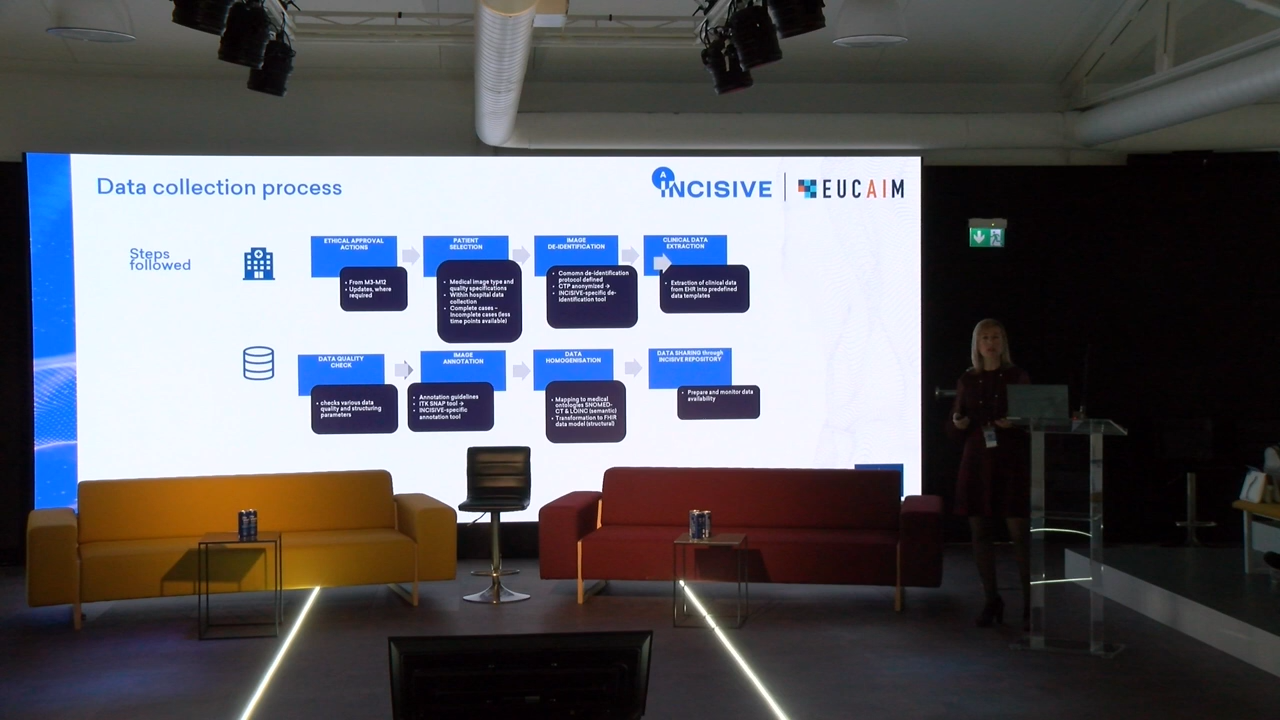 Data collection process
AI
INCISIVE
EUCAIM
Steps
followed
ETHICAL APPROVAL
ACTIONS
• From M3-M12
• Updates, where
required
PATIENT
SELECTION
• Medical image type and
quality specifications
• Within hospital data
collection
• Complete cases –
Incomplete cases (less
time points available)
IMAGE
DE-IDENTIFICATION
• Comomn de-identification
protocol defined
• CTP anonymized →
• INCISIVE-specific de-
identification tool
CLINICAL DATA
EXTRACTION
• Extraction of clinical data
from EHR into predefined
data templates
DATA QUALITY
CHECK
• checks various data
quality and structuring
parameters
IMAGE
ANNOTATION
• Annotation guidelines
• ITK SNAP tool →
• INCISIVE-specific
annotation tool
DATA
HOMOGENISATION
• Mapping to medical
ontologies SNOMED-
CT & LOINC (semantic)
• Transformation to FHIR
data model (structural)
DATA SHARING through
INCISIVE REPOSITORY
• Prepare and monitor data
availability